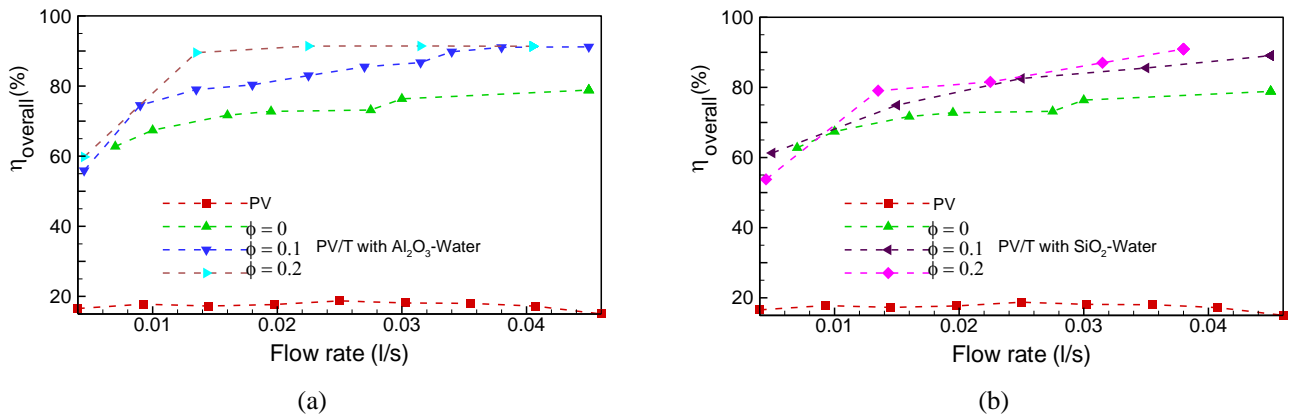 100
80
60
40
20
η overall (%)
PV
ϕ = 0
ϕ = 0.1
ϕ = 0.2
PV/T with Al₂O₃-Water
0.01 0.02 0.03 0.04
Flow rate (l/s)
(a)
100
80
60
40
20
η overall (%)
PV
ϕ = 0
ϕ = 0.1
ϕ = 0.2
PV/T with SiO₂-Water
0.01 0.02 0.03 0.04
Flow rate (l/s)
(b)